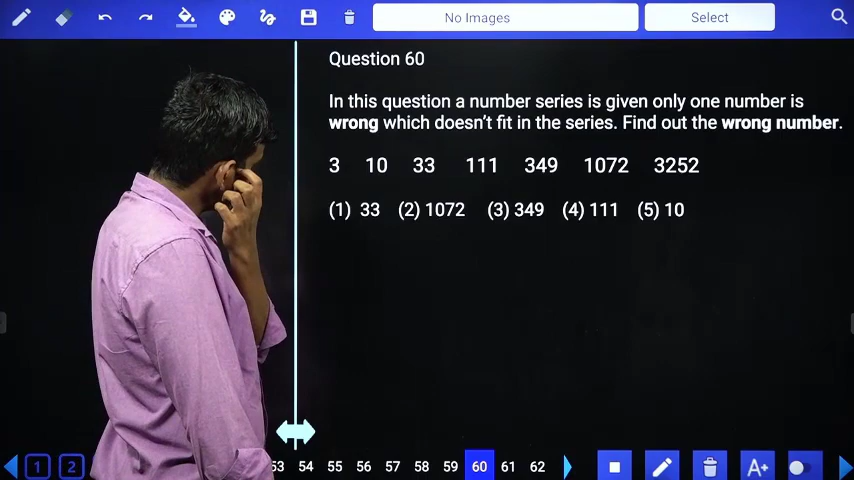 No Images
Select
Question 60
In this question a number series is given only one number is
wrong which doesn't fit in the series. Find out the wrong number.
3 10 33 111 349 1072 3252
(1) 33 (2) 1072 (3) 349 (4) 111 (5) 10
1 2 53 54 55 56 57 58 59 60 61 62 A+